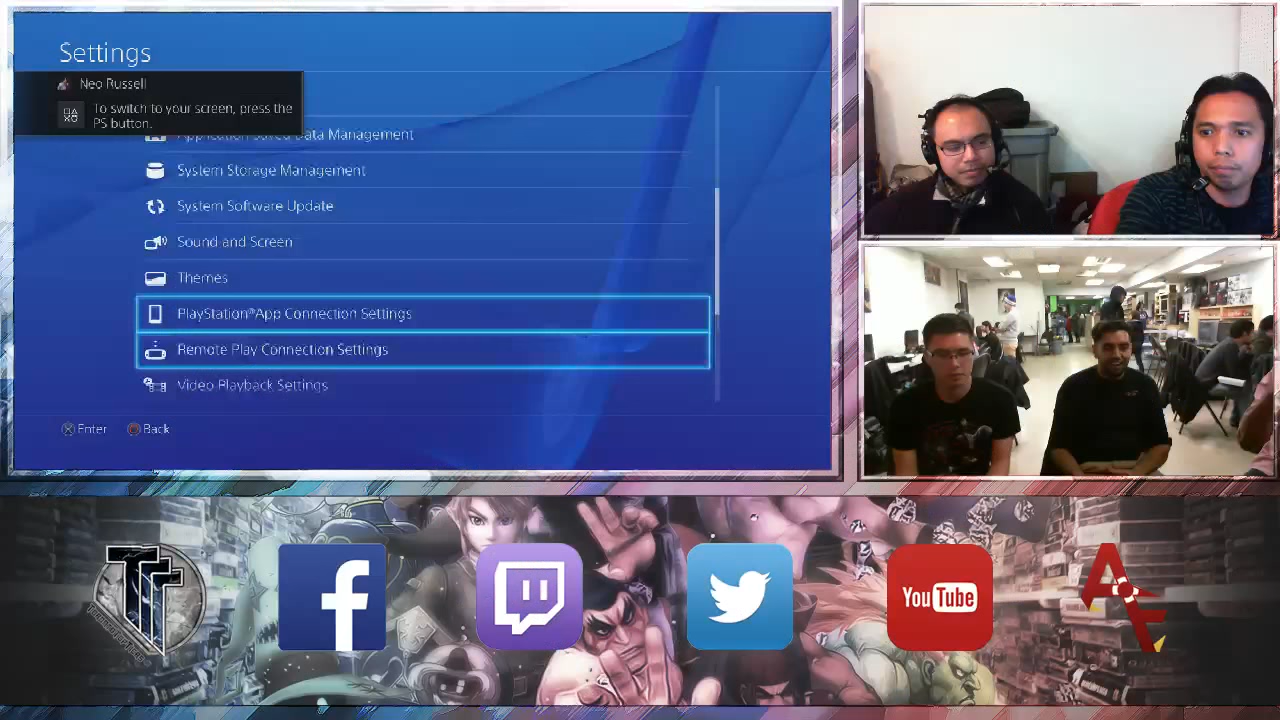 Settings
Neo Russell
To switch to your screen, press the
PS button.
Application Saved Data Management
System Storage Management
System Software Update
Sound and Screen
Themes
PlayStation®App Connection Settings
Remote Play Connection Settings
Video Playback Settings
Enter
Back
TT
f
YouTube
AF